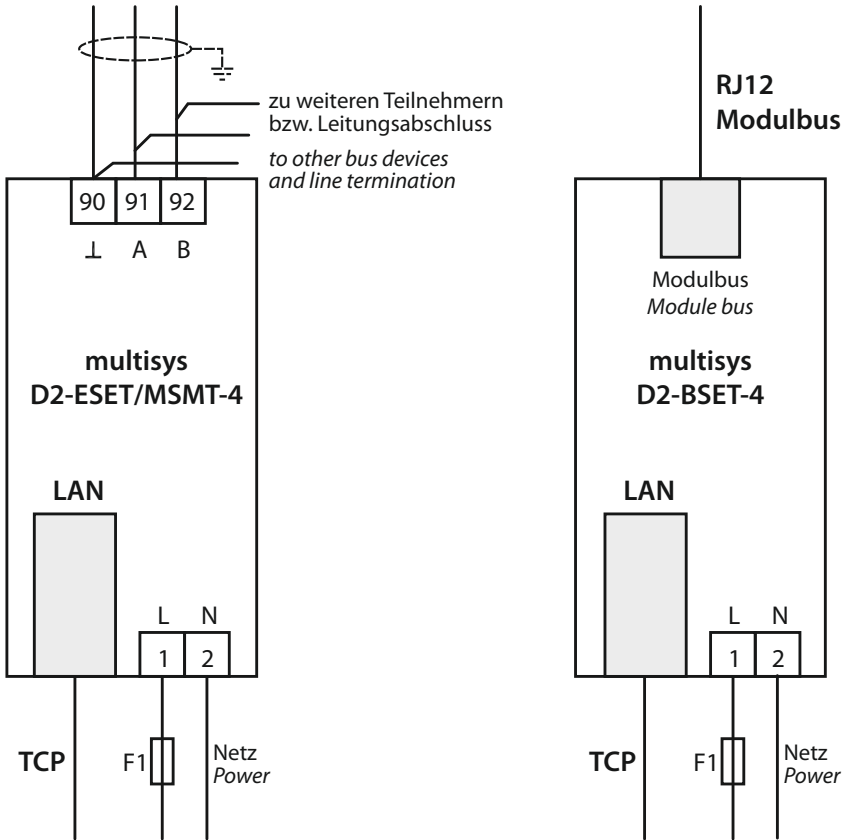 zu weiteren Teilnehmern
bzw. Leitungsabschluss
to other bus devices
and line termination
90 91 92
⊥ A B
multisys
D2-ESET/MSMT-4
LAN
L N
1 2
TCP
F1
Netz
Power
RJ12
Modulbus
Modulbus
Module bus
multisys
D2-BSET-4
LAN
L N
1 2
TCP
F1
Netz
Power